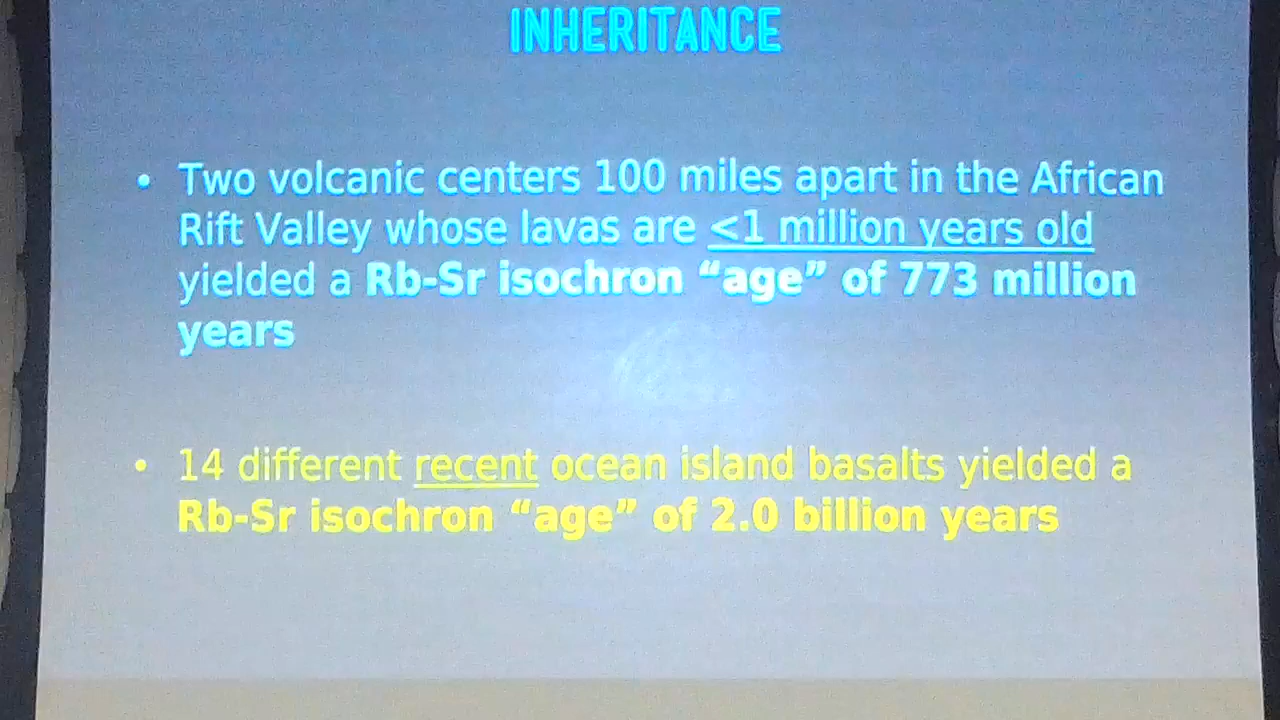 INHERITANCE
• Two volcanic centers 100 miles apart in the African
Rift Valley whose lavas are <1 million years old
yielded a Rb-Sr isochron “age” of 773 million
years
• 14 different recent ocean island basalts yielded a
Rb-Sr isochron “age” of 2.0 billion years